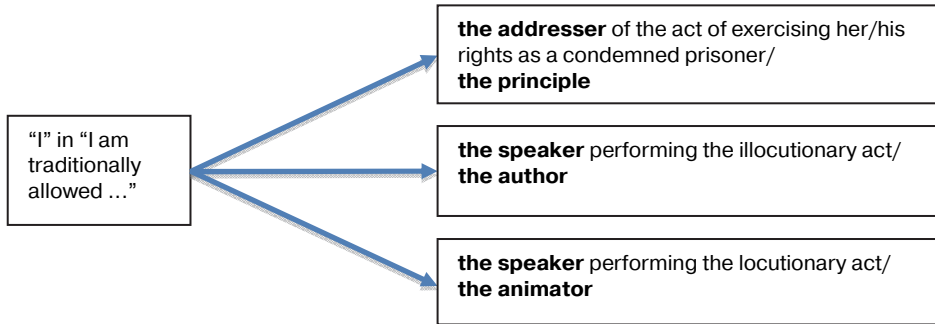 the addresser of the act of exercising her/his
rights as a condemned prisoner/
the principle
“I” in “I am
traditionally
allowed …”
the speaker performing the illocutionary act/
the author
the speaker performing the locutionary act/
the animator